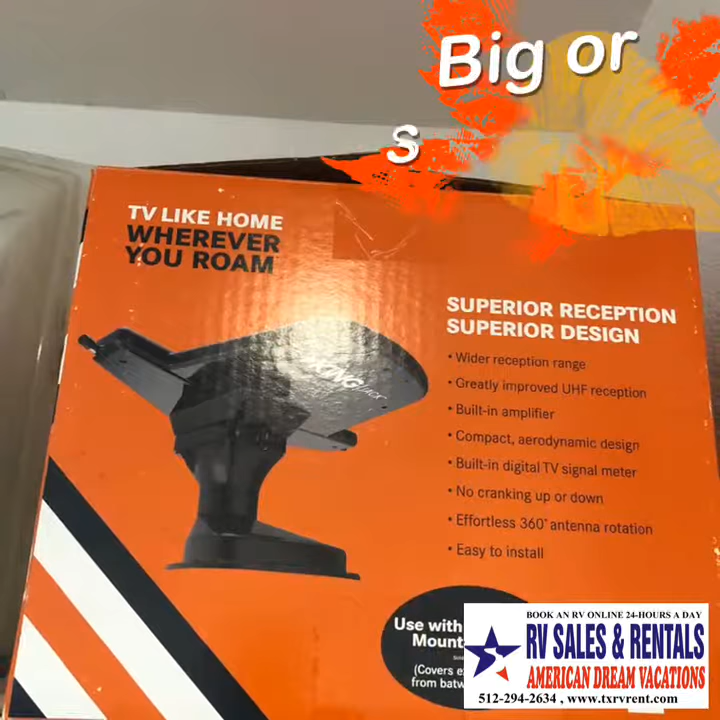 Big or
s
TV LIKE HOME
WHEREVER
YOU ROAM
KING JACK
SUPERIOR RECEPTION
SUPERIOR DESIGN
• Wider reception range
• Greatly improved UHF reception
• Built-in amplifier
• Compact, aerodynamic design
• Built-in digital TV signal meter
• No cranking up or down
• Effortless 360° antenna rotation
• Easy to install
Use with
Mount
(Covers
from
BOOK AN RV ONLINE 24-HOURS A DAY
RV SALES & RENTALS
AMERICAN DREAM VACATIONS
512-294-2634 , www.txrvrent.com